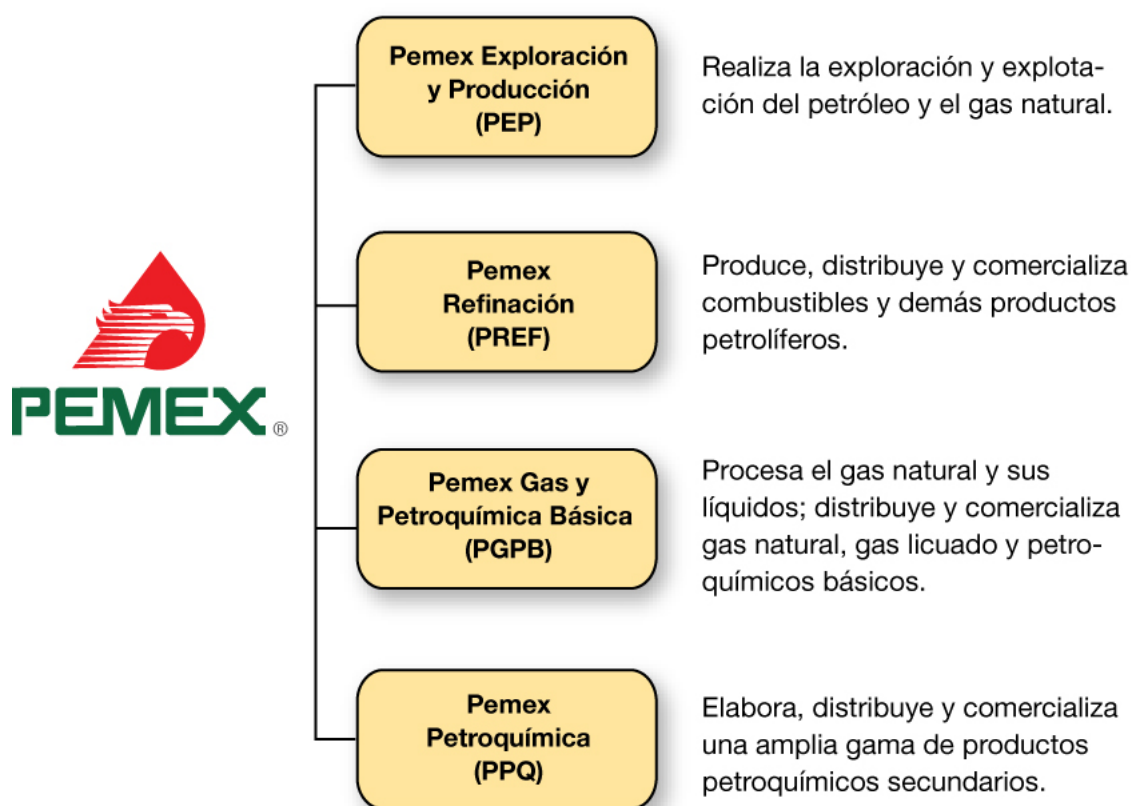 Pemex Exploración
y Producción
(PEP)
Realiza la exploración y explota-
ción del petróleo y el gas natural.
Pemex
Refinación
(PREF)
Produce, distribuye y comercializa
combustibles y demás productos
petrolíferos.
PEMEX®
Pemex Gas y
Petroquímica Básica
(PGPB)
Procesa el gas natural y sus
líquidos; distribuye y comercializa
gas natural, gas licuado y petro-
químicos básicos.
Pemex
Petroquímica
(PPQ)
Elabora, distribuye y comercializa
una amplia gama de productos
petroquímicos secundarios.